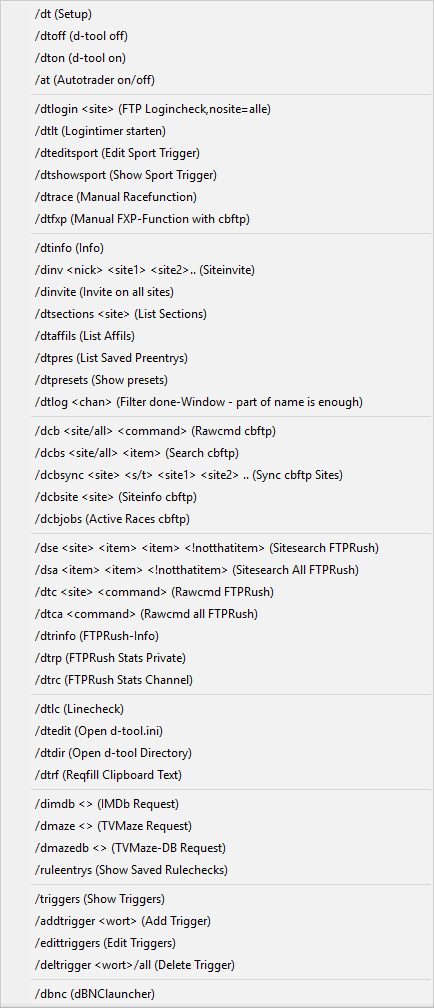 /dt (Setup)
/dtoff (d-tool off)
/dton (d-tool on)
/at (Autotrader on/off)
/dtlogin <site> (FTP Logincheck,nosite=alle)
/dtlt (Logintimer starten)
/dteditsport (Edit Sport Trigger)
/dtshowsport (Show Sport Trigger)
/dtrace (Manual Racefunction)
/dtfxp (Manual FXP-Function with cbftp)
/dtinfo (Info)
/dinv <nick> <site1> <site2>.. (Siteinvite)
/dinvite (Invite on all sites)
/dtsections <site> (List Sections)
/dtaffils (List Affils)
/dtpres (List Saved Preentrys)
/dtpresets (Show presets)
/dtlog <chan> (Filter done-Window - part of name is enough)
/dcb <site/all> <command> (Rawcmd cbftp)
/dcbs <site/all> <item> (Search cbftp)
/dcbsync <site> <s/t> <site1> <site2> .. (Sync cbftp Sites)
/dcbsite <site> (Siteinfo cbftp)
/dcbjobs (Active Races cbftp)
/dse <site> <item> <item> <!notthatitem> (Sitesearch FTPRush)
/dsa <item> <item> <!notthatitem> (Sitesearch All FTPRush)
/dtc <site> <command> (Rawcmd FTPRush)
/dtca <command> (Rawcmd all FTPRush)
/dtrinfo (FTPRush-Info)
/dtrp (FTPRush Stats Private)
/dtrc (FTPRush Stats Channel)
/dtlc (Linecheck)
/dtedit (Open d-tool.ini)
/dtdir (Open d-tool Directory)
/dtrf (Reqfill Clipboard Text)
/dimdb <> (IMDb Request)
/dmaze <> (TVMaze Request)
/dmazedb <> (TVMaze-DB Request)
/ruleentrys (Show Saved Rulechecks)
/triggers (Show Triggers)
/addtrigger <wort> (Add Trigger)
/edittriggers (Edit Triggers)
/deltrigger <wort>/all (Delete Trigger)
/dbnc (dBNClauncher)